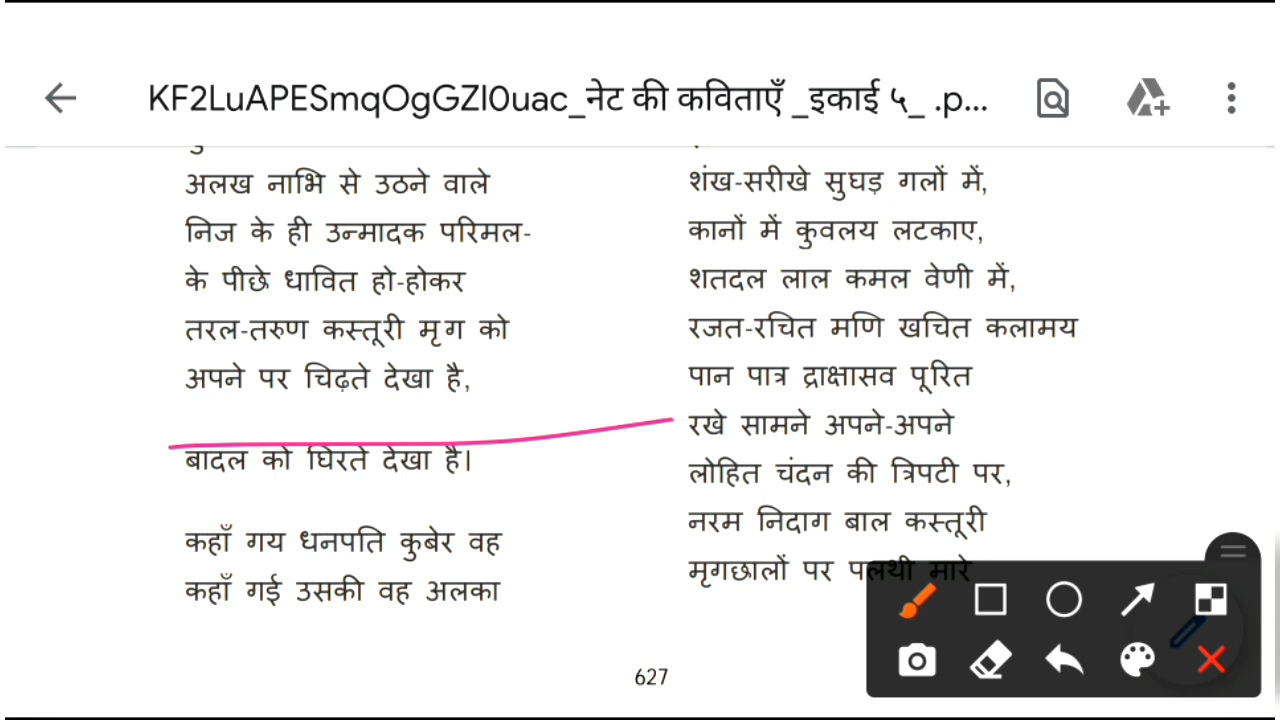 KF2LuAPESmqOgGZl0uac_नेट की कविताएँ _इकाई ५_ .p...
अलख नाभि से उठने वाले
निज के ही उन्मादक परिमल-
के पीछे धावित हो-होकर
तरल-तरुण कस्तूरी मृग को
अपने पर चिढ़ते देखा है,
बादल को घिरते देखा है।
कहाँ गय धनपति कुबेर वह
कहाँ गई उसकी वह अलका
शंख-सरीखे सुघड़ गलों में,
कानों में कुवलय लटकाए,
शतदल लाल कमल वेणी में,
रजत-रचित मणि खचित कलामय
पान पात्र द्राक्षासव पूरित
रखे सामने अपने-अपने
लोहित चंदन की त्रिपटी पर,
नरम निदाग बाल कस्तूरी
मृगछालों पर पलथी मारे
627